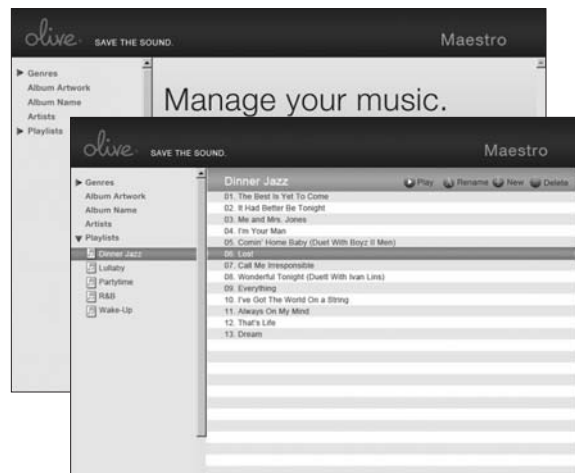 olive SAVE THE SOUND. Maestro
Genres
Album Artwork
Album Name
Artists
Playlists
Manage your music.
olive SAVE THE SOUND. Maestro
Genres
Album Artwork
Album Name
Artists
Playlists
Dinner Jazz
Lullaby
Partytime
R&B
Wake-Up
Dinner Jazz Play Rename New Delete
01. The Best Is Yet To Come
02. It Had Better Be Tonight
03. Me and Mrs. Jones
04. I'm Your Man
05. Comin' Home Baby (Duet With Boyz II Men)
06. Lost
07. Call Me Irresponsible
08. Wonderful Tonight (Duett With Ivan Lins)
09. Everything
10. I've Got The World On a String
11. Always On My Mind
12. That's Life
13. Dream